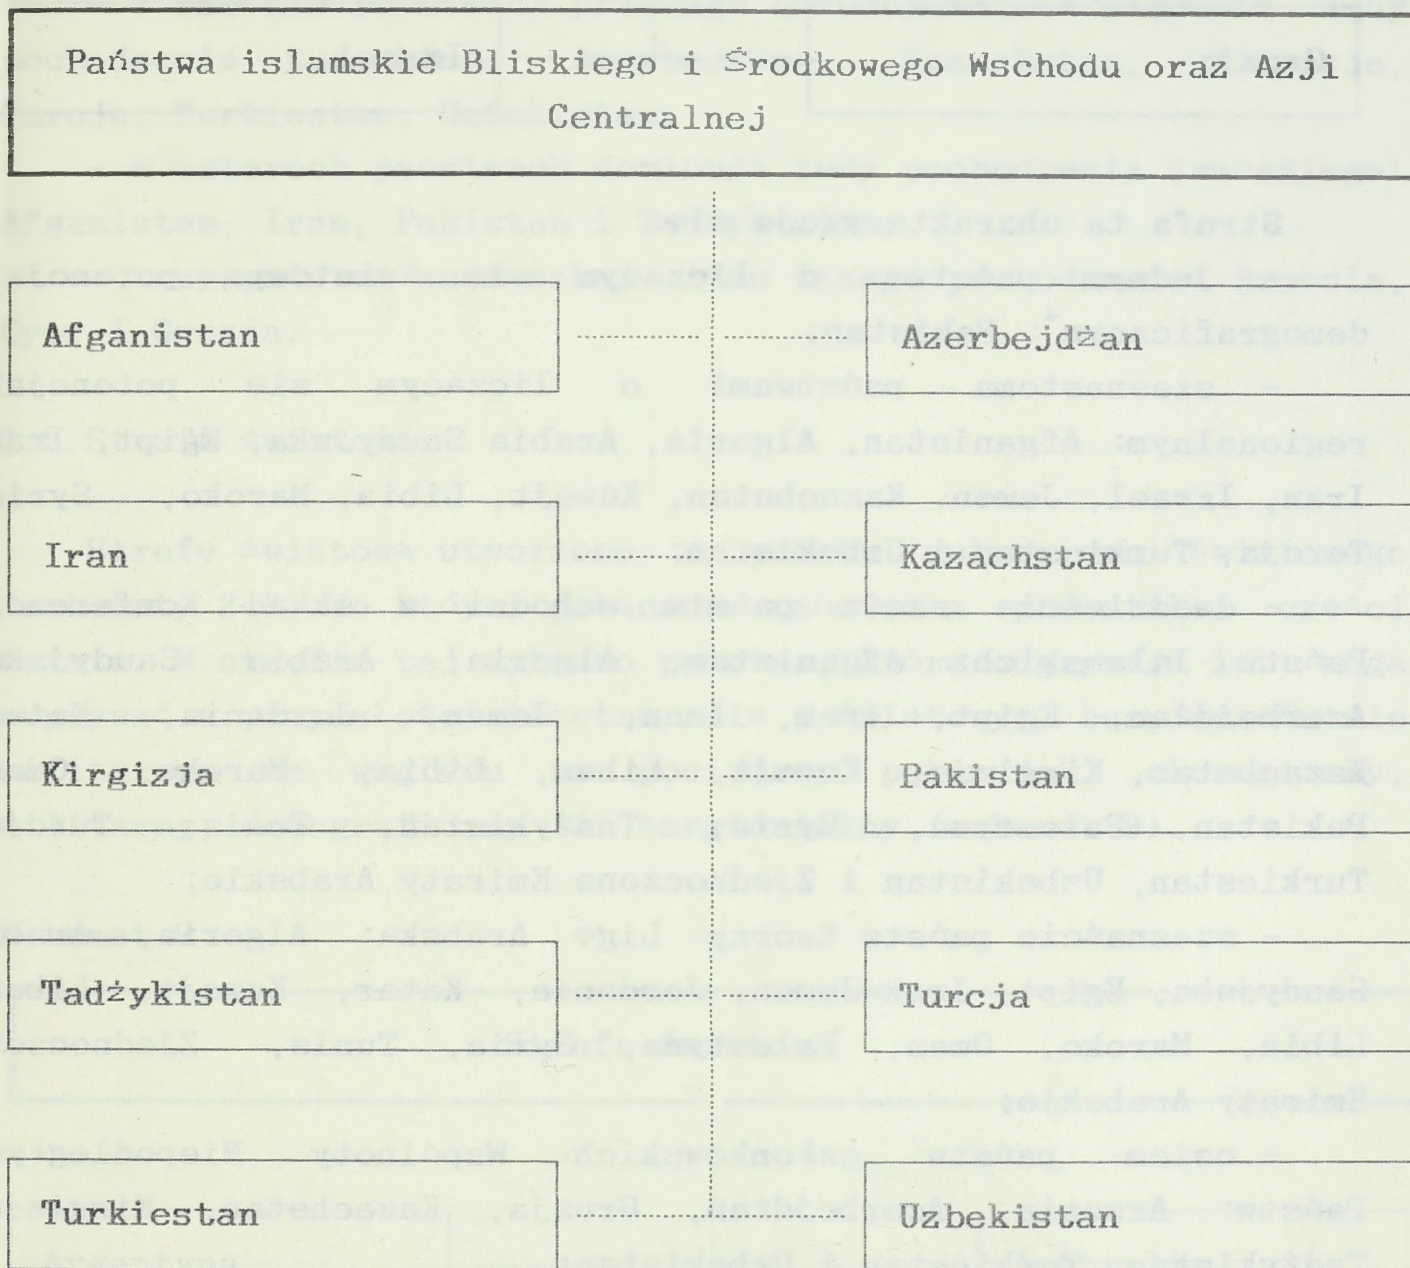 Państwa islamskie Bliskiego i Środkowego Wschodu oraz Azji
Centralnej
Afganistan
Azerbejdżan
Iran
Kazachstan
Kirgizja
Pakistan
Tadżykistan
Turcja
Turkiestan
Uzbekistan